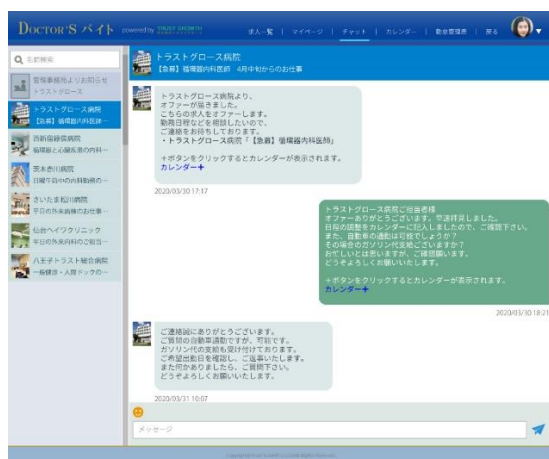 DOCTOR'S バイト powered by TRUST GROWTH
求人一覧 | マイページ | チャット | カレンダー | 勤怠管理表 | 戻る
名前検索
管理事務局よりお知らせ
トラストグロース
トラストグロース病院
【急募】循環器内科医師…
循環器と心臓疾患の内科…
茨木香川病院
日曜午前中の内科勤務の…
さいたま松川病院
平日の外来病棟のお仕事…
仙台ヘイワクリニック
平日の外来内科のご担当…
八王子トラスト総合病院
一般健診・人間ドックの…
トラストグロース病院
【急募】循環器内科医師 4月中旬からのお仕事
トラストグロース病院より、
オファーが届きました。
こちらの求人をオファーします。
勤務日程などを相談したいので、
ご連絡をお待ちしております。
・トラストグロース病院「【急募】循環器内科医師」
＋ボタンをクリックするとカレンダーが表示されます。
カレンダー＋
2020/03/30 17:17
トラストグロース病院ご担当者様
オファーありがとうございます。早速拝見しました。
日程の調整をカレンダーに記入しましたので、ご確認下さい。
また、自動車の通勤は可能でしょうか？
その場合のガソリン代支給ございますか？
お忙しいとは思いますが、ご確認願います。
どうぞよろしくお願いいたします。
＋ボタンをクリックするとカレンダーが表示されます。
カレンダー＋
2020/03/30 18:21
ご連絡誠にありがとうございます。
ご質問の自動車通勤ですが、可能です。
ガソリン代の支給も受け付けております。
ご希望出勤日を確認し、ご返事いたします。
また何かありましたら、ご質問下さい。
どうぞよろしくお願いいたします。
2020/03/31 10:07
メッセージ